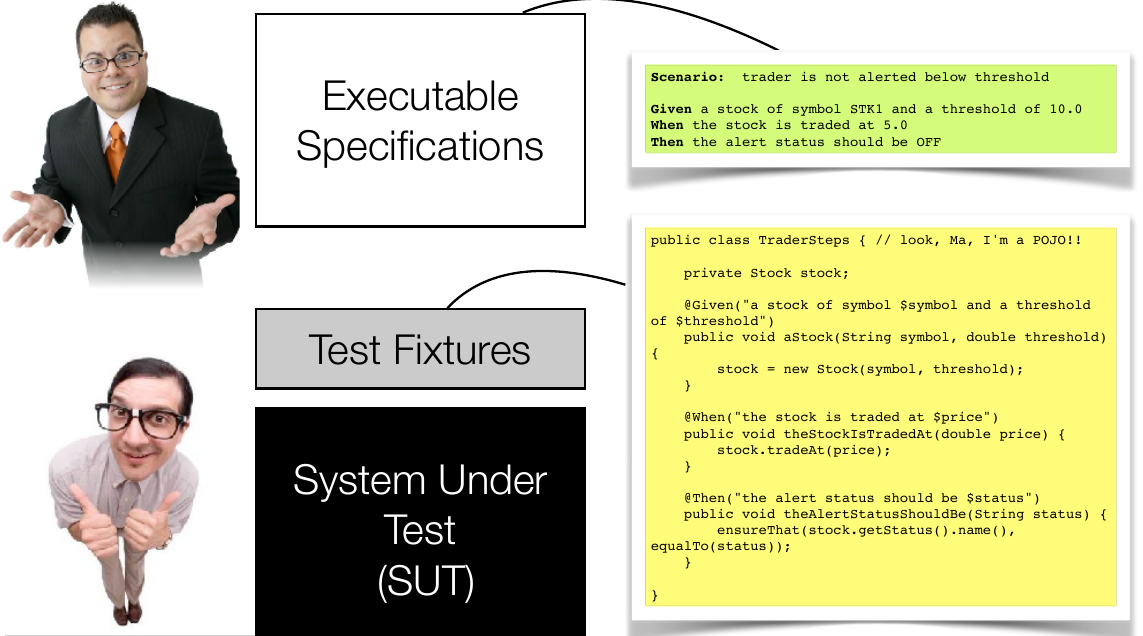 Executable
Specifications
Scenario:  trader is not alerted below threshold
Given a stock of symbol STK1 and a threshold of 10.0
When the stock is traded at 5.0
Then the alert status should be OFF
Test Fixtures
System Under
Test
(SUT)
public class TraderSteps { // look, Ma, I'm a POJO!!
    private Stock stock;
    @Given("a stock of symbol $symbol and a threshold
of $threshold")
    public void aStock(String symbol, double threshold)
{
        stock = new Stock(symbol, threshold);
    }
    @When("the stock is traded at $price")
    public void theStockIsTradedAt(double price) {
        stock.tradeAt(price);
    }
    @Then("the alert status should be $status")
    public void theAlertStatusShouldBe(String status) {
        ensureThat(stock.getStatus().name(),
equalTo(status));
    }
}